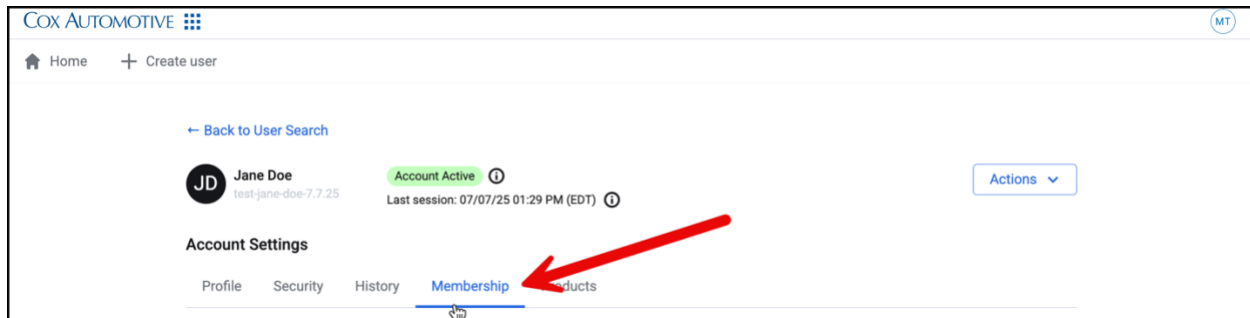 COX AUTOMOTIVE
MT
Home
Create user
← Back to User Search
JD
Jane Doe
test-jane-doe-7.7.25
Account Active
Last session: 07/07/25 01:29 PM (EDT)
Actions
Account Settings
Profile Security History Membership